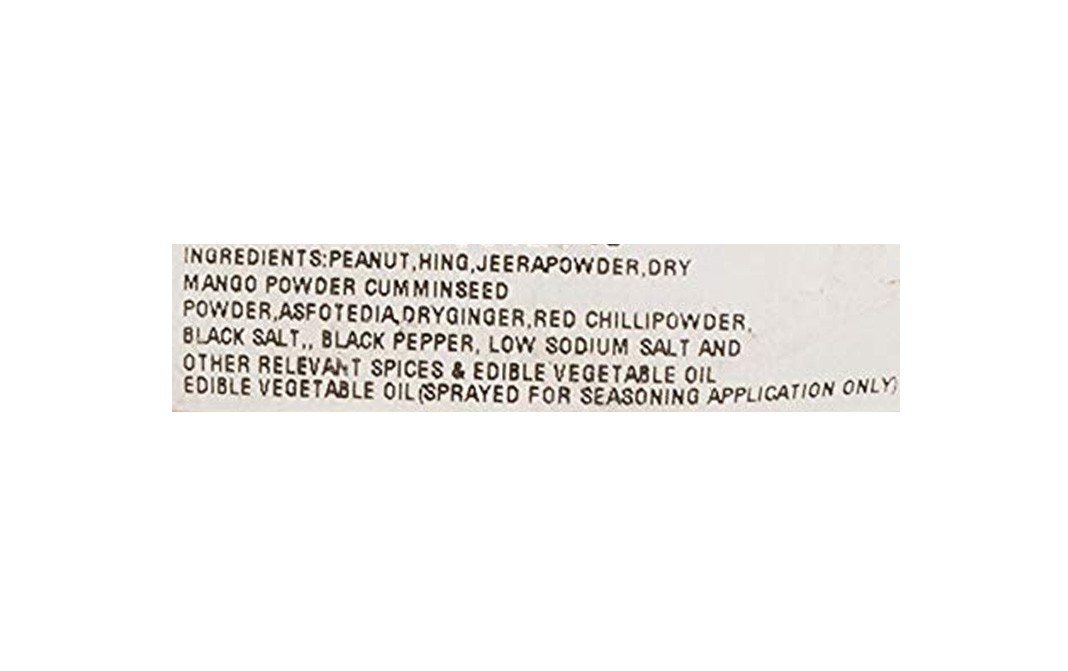 INGREDIENTS:PEANUT,HING,JEERAPOWDER,DRY
MANGO POWDER CUMMINSEED
POWDER,ASFOTEDIA,DRYGINGER,RED CHILLIPOWDER,
BLACK SALT,, BLACK PEPPER, LOW SODIUM SALT AND
OTHER RELEVANT SPICES & EDIBLE VEGETABLE OIL
EDIBLE VEGETABLE OIL(SPRAYED FOR SEASONING APPLICATION ONLY)